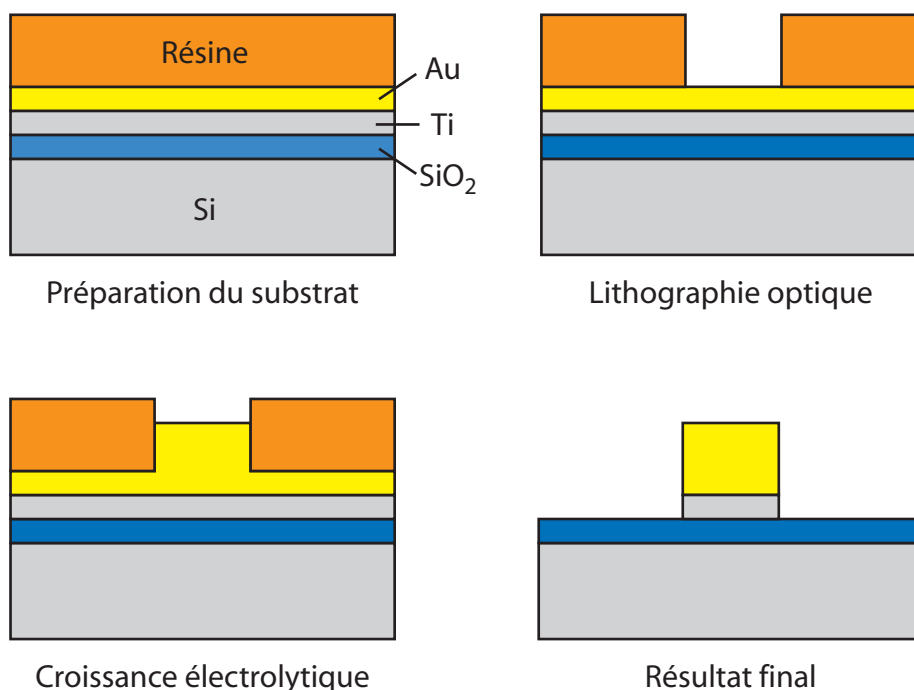 Résine
Au
Ti
SiO₂
Si
Préparation du substrat
Lithographie optique
Croissance électrolytique
Résultat final